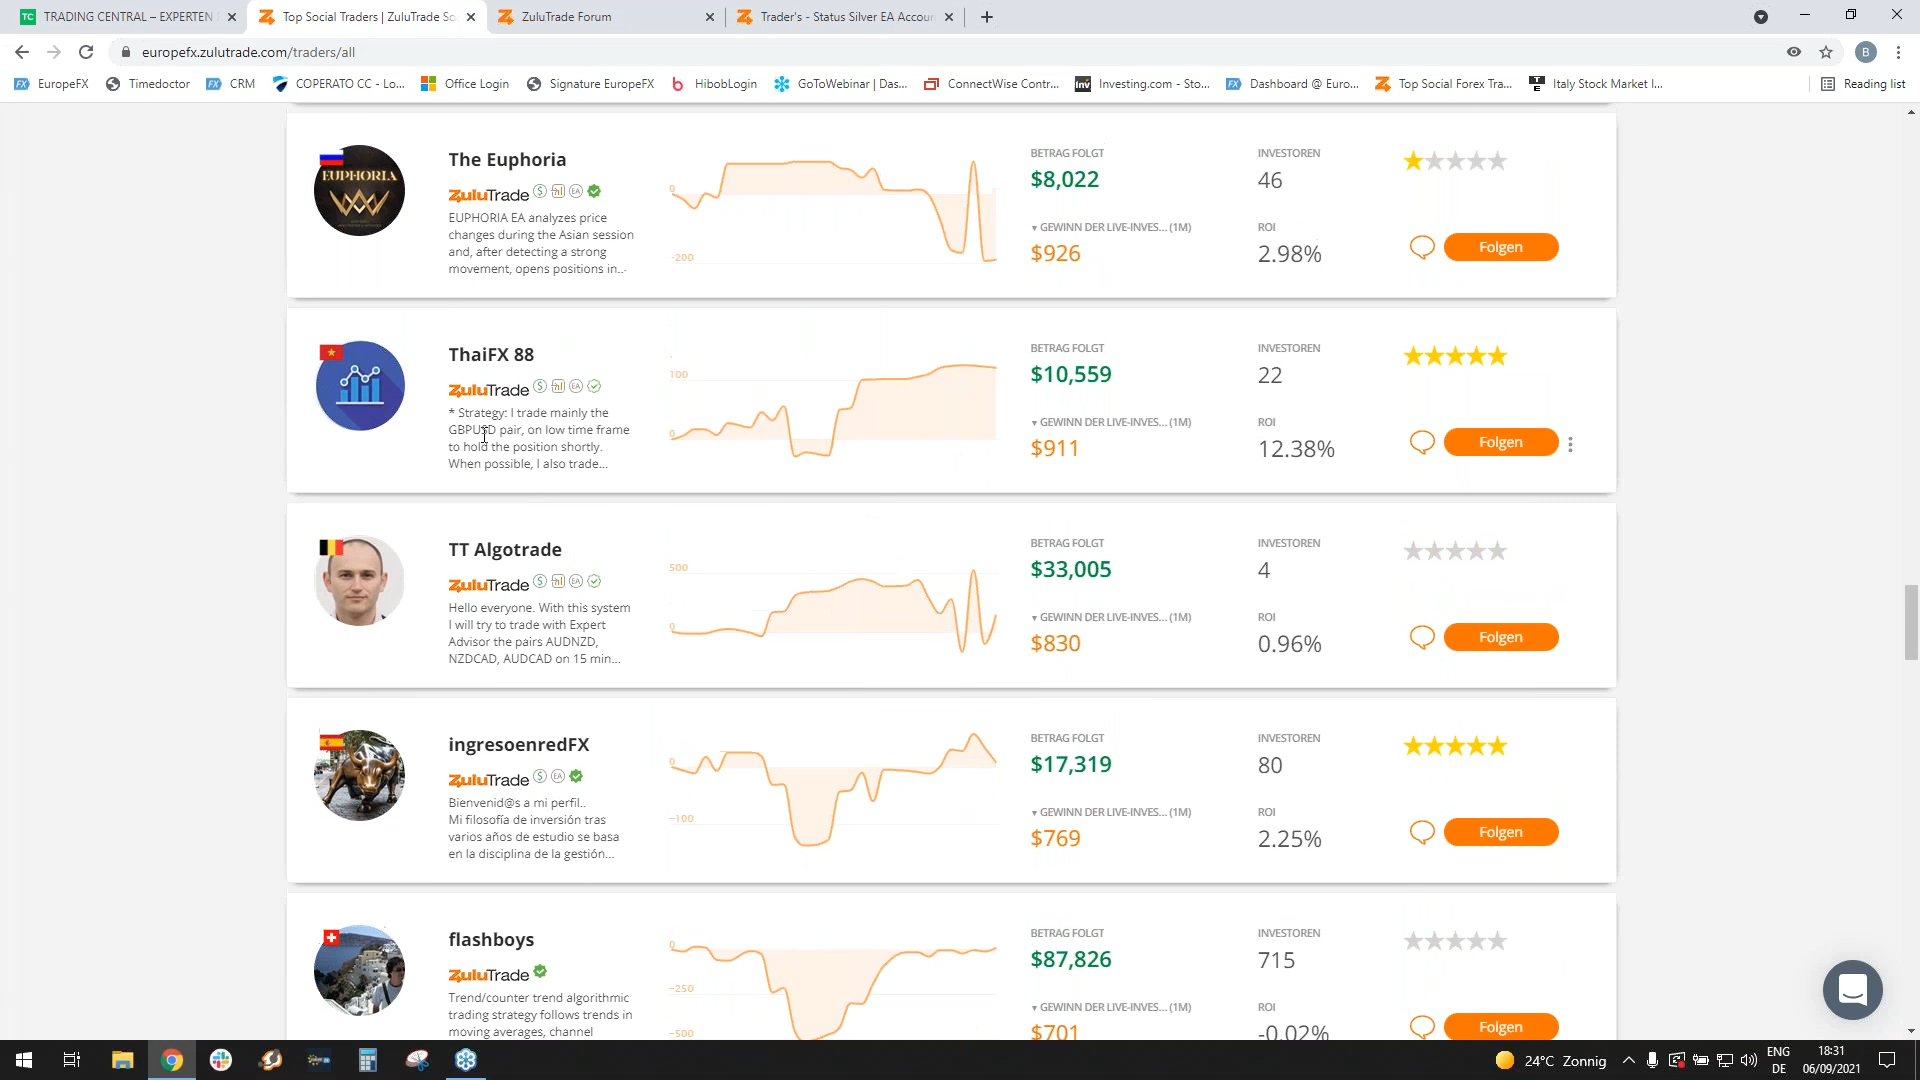 TRADING CENTRAL – EXPERTEN
Top Social Traders | ZuluTrade So
ZuluTrade Forum
Trader's - Status Silver EA Accou
europefx.zulutrade.com/traders/all
EuropeFX
Timedoctor
CRM
COPERATO CC - Lo...
Office Login
Signature EuropeFX
HibobLogin
GoToWebinar | Das...
ConnectWise Contr...
Investing.com - Sto...
Dashboard @ Euro...
Top Social Forex Tra...
Italy Stock Market I...
Reading list
EUPHORIA
The Euphoria
ZuluTrade
EUPHORIA EA analyzes price
changes during the Asian session
and, after detecting a strong
movement, opens positions in...
0
-200
BETRAG FOLGT
$8,022
INVESTOREN
46
GEWINN DER LIVE-INVES... (1M)
$926
ROI
2.98%
Folgen
ThaiFX 88
ZuluTrade
* Strategy: I trade mainly the
GBPUSD pair, on low time frame
to hold the position shortly.
When possible, I also trade...
100
0
BETRAG FOLGT
$10,559
INVESTOREN
22
GEWINN DER LIVE-INVES... (1M)
$911
ROI
12.38%
Folgen
TT Algotrade
ZuluTrade
Hello everyone. With this system
I will try to trade with Expert
Advisor the pairs AUDNZD,
NZDCAD, AUDCAD on 15 min...
500
0
BETRAG FOLGT
$33,005
INVESTOREN
4
GEWINN DER LIVE-INVES... (1M)
$830
ROI
0.96%
Folgen
ingresoenredFX
ZuluTrade
Bienvenid@s a mi perfil..
Mi filosofía de inversión tras
varios años de estudio se basa
en la disciplina de la gestión...
0
-100
BETRAG FOLGT
$17,319
INVESTOREN
80
GEWINN DER LIVE-INVES... (1M)
$769
ROI
2.25%
Folgen
flashboys
ZuluTrade
Trend/counter trend algorithmic
trading strategy follows trends in
moving averages, channel
0
-250
-500
BETRAG FOLGT
$87,826
INVESTOREN
715
GEWINN DER LIVE-INVES... (1M)
$701
ROI
-0.02%
Folgen
24°C Zonnig
ENG
DE
18:31
06/09/2021